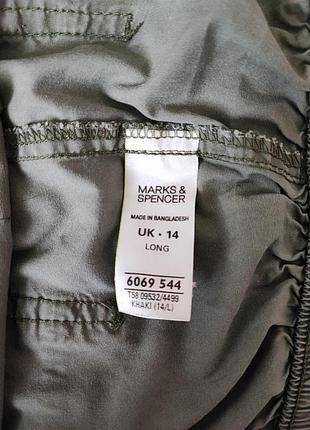 MARKS &
SPENCER
MADE IN BANGLADESH
UK • 14
LONG
6069 544
T58 09532/4499
KHAKI (14/L)